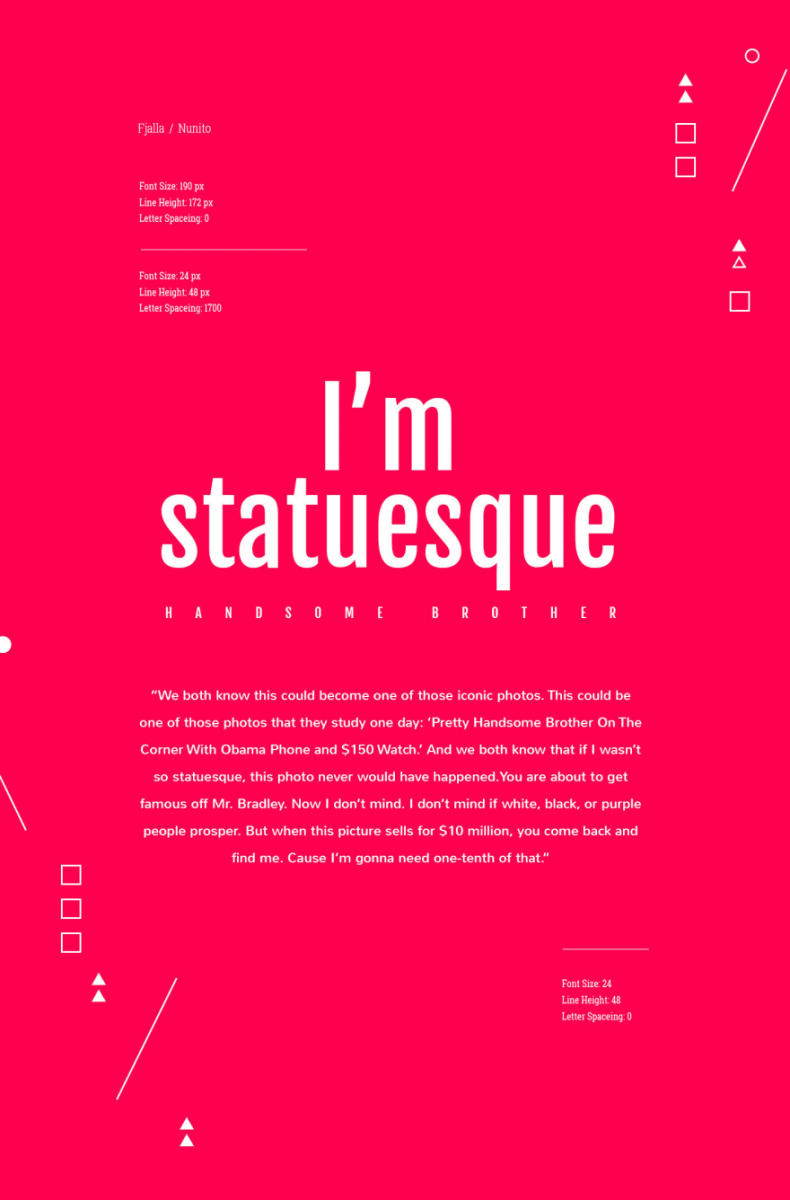 Fjalla / Nunito
Font Size: 190 px
Line Height: 172 px
Letter Spaceing: 0
Font Size: 24 px
Line Height: 48 px
Letter Spaceing: 1700
I’m
statuesque
HANDSOME BROTHER
“We both know this could become one of those iconic photos. This could be
one of those photos that they study one day: ‘Pretty Handsome Brother On The
Corner With Obama Phone and $150 Watch.’ And we both know that if I wasn’t
so statuesque, this photo never would have happened.You are about to get
famous off Mr. Bradley. Now I don’t mind. I don’t mind if white, black, or purple
people prosper. But when this picture sells for $10 million, you come back and
find me. Cause I’m gonna need one-tenth of that.”
Font Size: 24
Line Height: 48
Letter Spaceing: 0